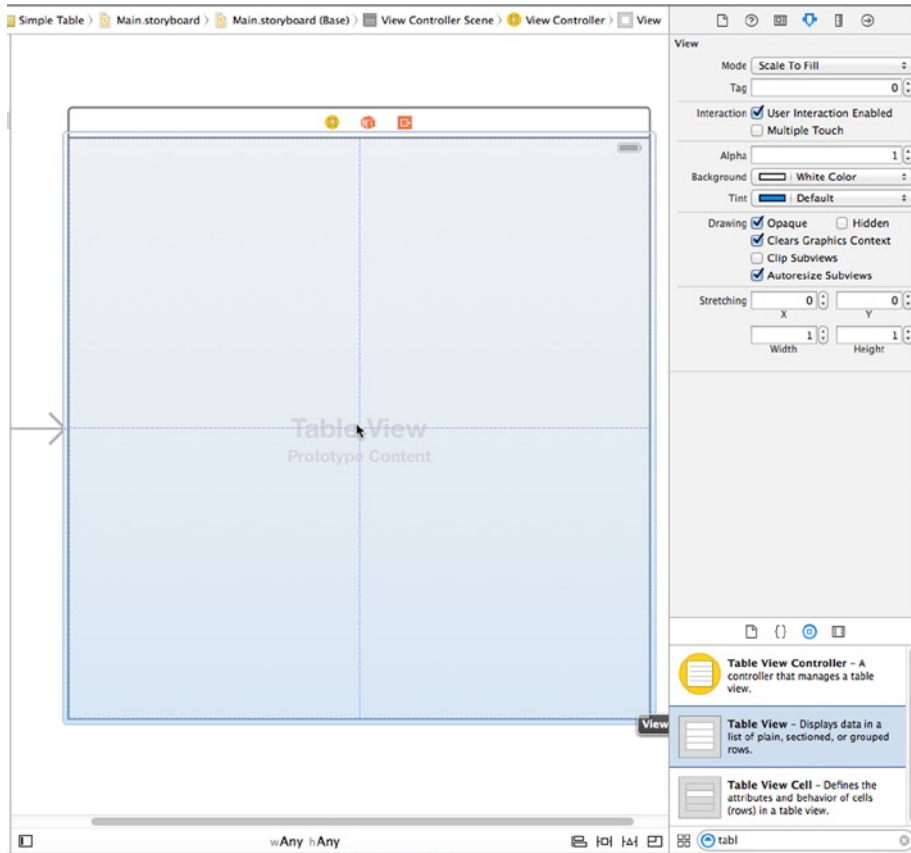 Simple Table 〉 Main.storyboard 〉 Main.storyboard (Base) 〉 View Controller Scene 〉 View Controller 〉 View
View
Mode Scale To Fill
Tag 0
Interaction User Interaction Enabled
Multiple Touch
Alpha 1
Background White Color
Tint Default
Drawing Opaque Hidden
Clears Graphics Context
Clip Subviews
Autoresize Subviews
Stretching 0 0
X Y
1 1
Width Height
Table View
Prototype Content
View
Table View Controller – A
controller that manages a table
view.
Table View – Displays data in a
list of plain, sectioned, or grouped
rows.
Table View Cell – Defines the
attributes and behavior of cells
(rows) in a table view.
wAny hAny
tabl